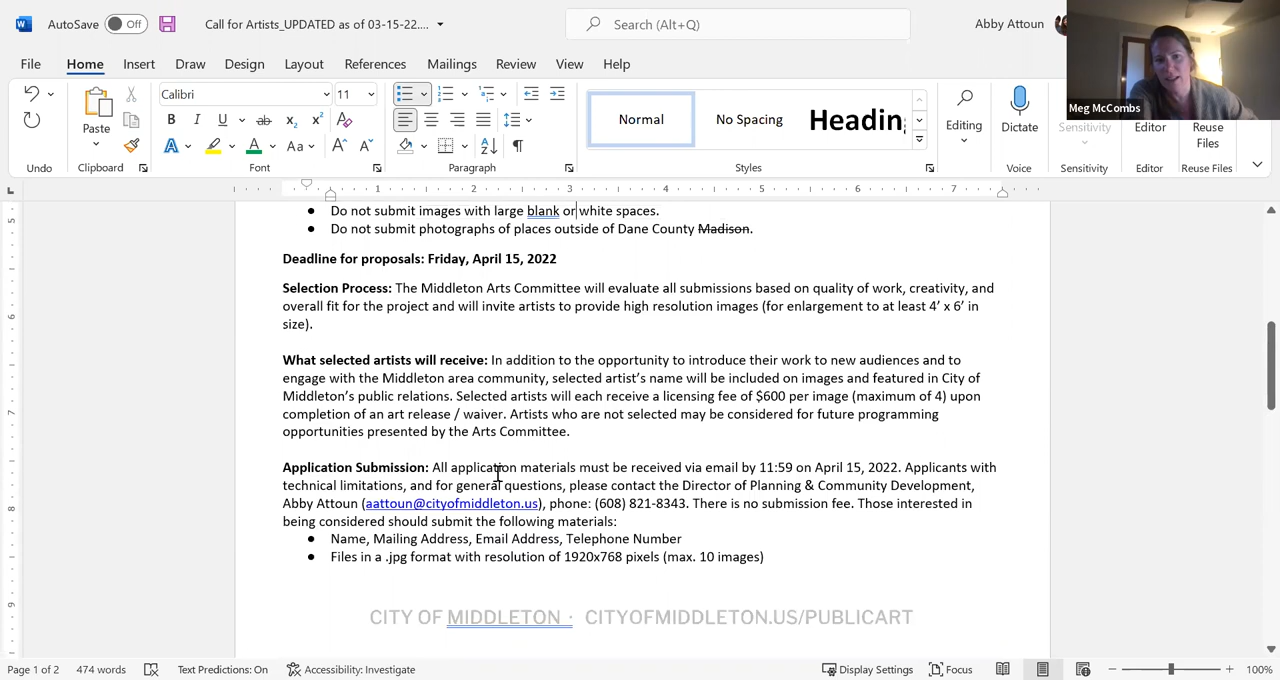 AutoSave Off Call for Artists_UPDATED as of 03-15-22.... Search (Alt+Q) Abby Attoun
File Home Insert Draw Design Layout References Mailings Review View Help
Meg McCombs
Calibri 11
Paste
Normal No Spacing Heading
Editing Dictate Sensitivity Editor Reuse Files
Undo Clipboard Font Paragraph Styles Voice Sensitivity Editor Reuse Files
1 2 3 4 5 6 7
● Do not submit images with large blank or white spaces.
● Do not submit photographs of places outside of Dane County Madison.
Deadline for proposals: Friday, April 15, 2022
Selection Process: The Middleton Arts Committee will evaluate all submissions based on quality of work, creativity, and
overall fit for the project and will invite artists to provide high resolution images (for enlargement to at least 4’ x 6’ in
size).
What selected artists will receive: In addition to the opportunity to introduce their work to new audiences and to
engage with the Middleton area community, selected artist’s name will be included on images and featured in City of
Middleton’s public relations. Selected artists will each receive a licensing fee of $600 per image (maximum of 4) upon
completion of an art release / waiver. Artists who are not selected may be considered for future programming
opportunities presented by the Arts Committee.
Application Submission: All application materials must be received via email by 11:59 on April 15, 2022. Applicants with
technical limitations, and for general questions, please contact the Director of Planning & Community Development,
Abby Attoun (aattoun@cityofmiddleton.us), phone: (608) 821-8343. There is no submission fee. Those interested in
being considered should submit the following materials:
● Name, Mailing Address, Email Address, Telephone Number
● Files in a .jpg format with resolution of 1920x768 pixels (max. 10 images)
CITY OF MIDDLETON · CITYOFMIDDLETON.US/PUBLICART
Page 1 of 2 474 words Text Predictions: On Accessibility: Investigate Display Settings Focus 100%